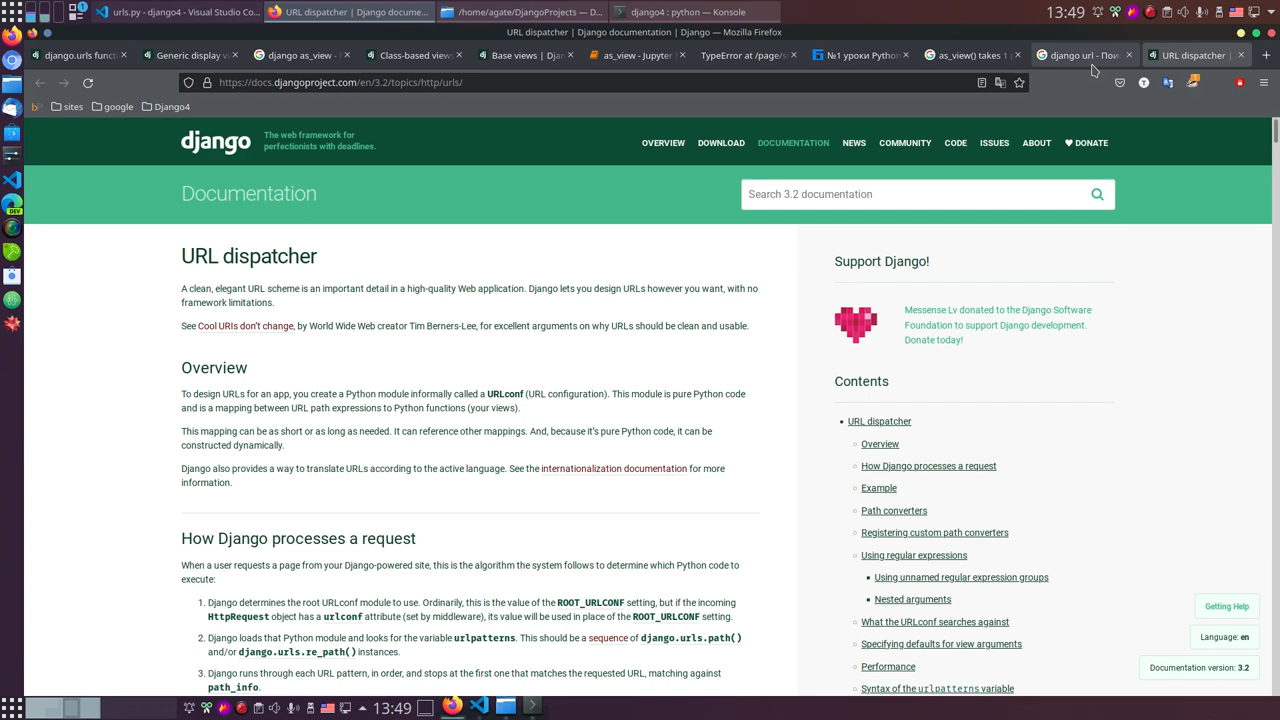 urls.py - django4 - Visual Studio Co...
URL dispatcher | Django docume...
/home/agate/DjangoProjects — D...
django4 : python — Konsole
13:49
URL dispatcher | Django documentation | Django — Mozilla Firefox
django.urls funct
Generic display v
django as_view -
Class-based view
Base views | Djan
as_view - Jupyter
TypeError at /page/s
№1 уроки Python
as_view() takes 1
django url - Пои
URL dispatcher |
https://docs.djangoproject.com/en/3.2/topics/http/urls/
sites
google
Django4
django
The web framework for
perfectionists with deadlines.
OVERVIEW DOWNLOAD DOCUMENTATION NEWS COMMUNITY CODE ISSUES ABOUT ♥ DONATE
Documentation
Search 3.2 documentation
URL dispatcher
A clean, elegant URL scheme is an important detail in a high-quality Web application. Django lets you design URLs however you want, with no
framework limitations.
See Cool URIs don’t change, by World Wide Web creator Tim Berners-Lee, for excellent arguments on why URLs should be clean and usable.
Overview
To design URLs for an app, you create a Python module informally called a URLconf (URL configuration). This module is pure Python code
and is a mapping between URL path expressions to Python functions (your views).
This mapping can be as short or as long as needed. It can reference other mappings. And, because it’s pure Python code, it can be
constructed dynamically.
Django also provides a way to translate URLs according to the active language. See the internationalization documentation for more
information.
How Django processes a request
When a user requests a page from your Django-powered site, this is the algorithm the system follows to determine which Python code to
execute:
1. Django determines the root URLconf module to use. Ordinarily, this is the value of the ROOT_URLCONF setting, but if the incoming
HttpRequest object has a urlconf attribute (set by middleware), its value will be used in place of the ROOT_URLCONF setting.
2. Django loads that Python module and looks for the variable urlpatterns. This should be a sequence of django.urls.path()
and/or django.urls.re_path() instances.
3. Django runs through each URL pattern, in order, and stops at the first one that matches the requested URL, matching against
path_info.
Support Django!
Messense Lv donated to the Django Software
Foundation to support Django development.
Donate today!
Contents
URL dispatcher
Overview
How Django processes a request
Example
Path converters
Registering custom path converters
Using regular expressions
Using unnamed regular expression groups
Nested arguments
What the URLconf searches against
Specifying defaults for view arguments
Performance
Syntax of the urlpatterns variable
Getting Help
Language: en
Documentation version: 3.2
DEV
13:49